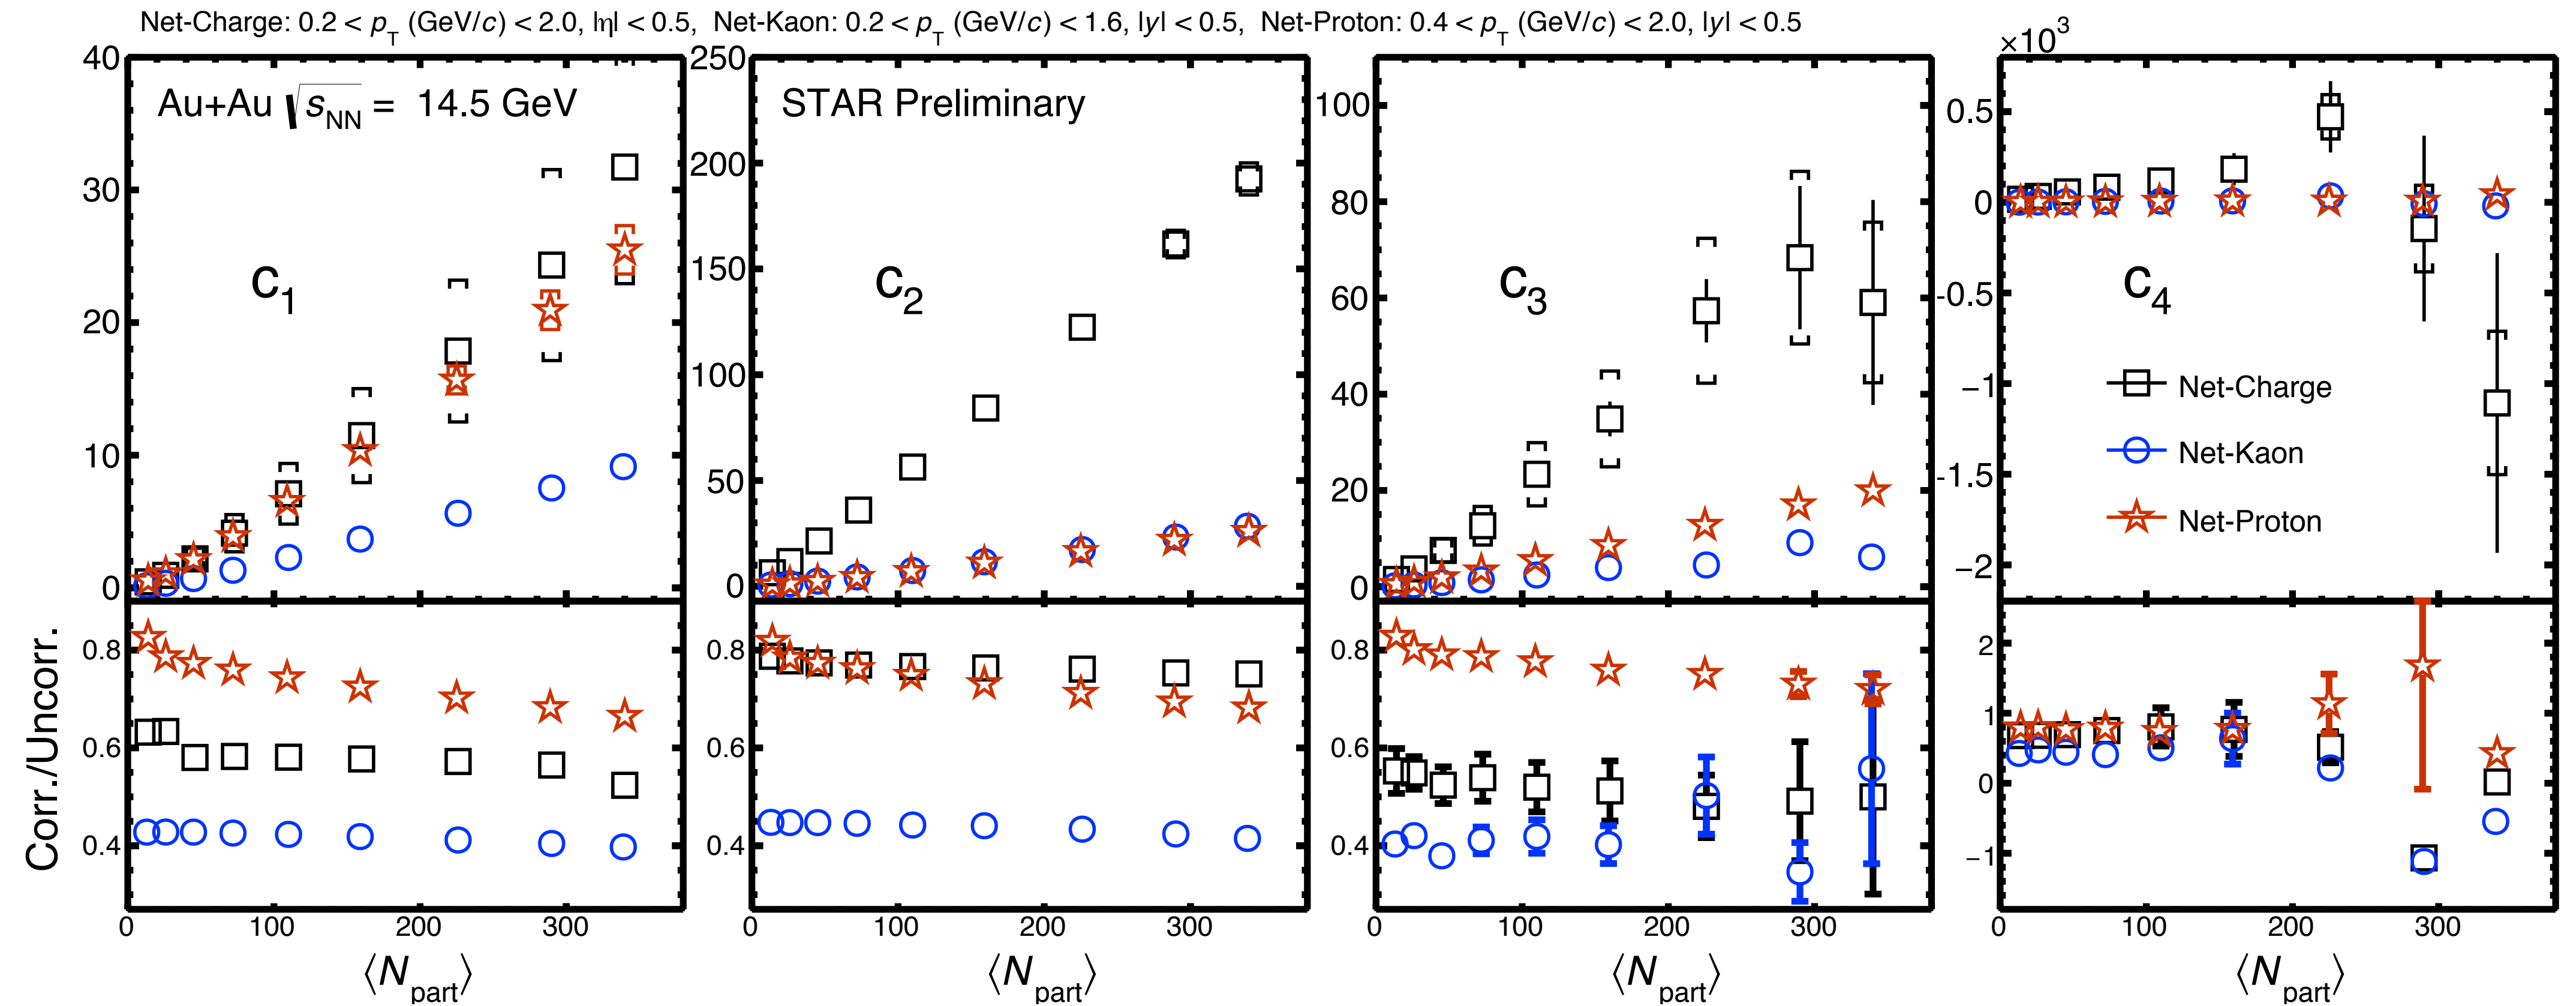 Net-Charge: 0.2 < pT (GeV/c) < 2.0, |η| < 0.5, Net-Kaon: 0.2 < pT (GeV/c) < 1.6, |y| < 0.5, Net-Proton: 0.4 < pT (GeV/c) < 2.0, |y| < 0.5
Au+Au √sNN = 14.5 GeV
STAR Preliminary
×10³
40
30
20
10
0
c1
250
200
150
100
50
0
c2
100
80
60
40
20
0
c3
0.5
0
-0.5
−1
-1.5
−2
c4
Net-Charge
Net-Kaon
Net-Proton
Corr./Uncorr.
0.8
0.6
0.4
0.8
0.6
0.4
0.8
0.6
0.4
2
1
0
−1
0 100 200 300
0 100 200 300
0 100 200 300
0 100 200 300
⟨Npart⟩
⟨Npart⟩
⟨Npart⟩
⟨Npart⟩